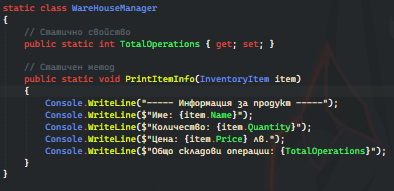 static class WareHouseManager
{
// Статично свойство
public static int TotalOperations { get; set; }
// Статичен метод
public static void PrintItemInfo(InventoryItem item)
{
Console.WriteLine("----- Информация за продукт -----");
Console.WriteLine($"Име: {item.Name}");
Console.WriteLine($"Количество: {item.Quantity}");
Console.WriteLine($"Цена: {item.Price} лв.");
Console.WriteLine($"Общо складови операции: {TotalOperations}");
}
}